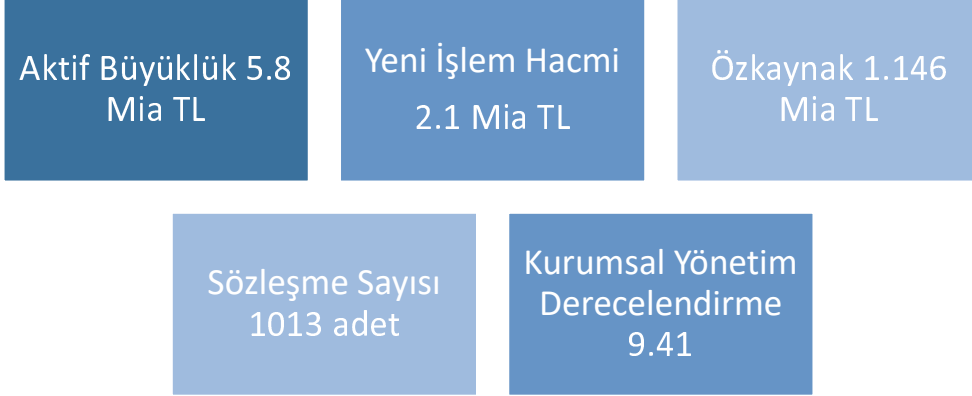 Aktif Büyüklük 5.8
Mia TL
Yeni İşlem Hacmi
2.1 Mia TL
Özkaynak 1.146
Mia TL
Sözleşme Sayısı
1013 adet
Kurumsal Yönetim
Derecelendirme
9.41